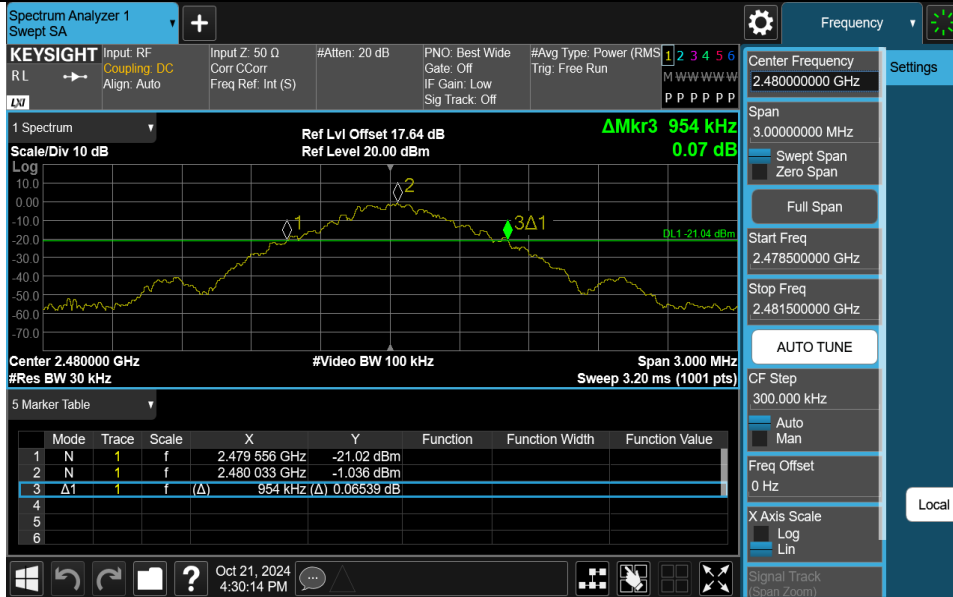 Spectrum Analyzer 1
Swept SA
+
Frequency
KEYSIGHT
R L
LXI
Input: RF
Coupling: DC
Align: Auto
Input Z: 50 Ω
Corr CCorr
Freq Ref: Int (S)
#Atten: 20 dB
PNO: Best Wide
Gate: Off
IF Gain: Low
Sig Track: Off
#Avg Type: Power (RMS
Trig: Free Run
1 2 3 4 5 6
M W W W W W
P P P P P P
1 Spectrum
Scale/Div 10 dB
Log
Ref Lvl Offset 17.64 dB
Ref Level 20.00 dBm
ΔMkr3 954 kHz
0.07 dB
10.0
0.00
-10.0
-20.0
-30.0
-40.0
-50.0
-60.0
-70.0
1
2
3Δ1
DL1 -21.04 dBm
Center 2.480000 GHz
#Video BW 100 kHz
Span 3.000 MHz
#Res BW 30 kHz
Sweep 3.20 ms (1001 pts)
5 Marker Table
Mode Trace Scale X Y Function Function Width Function Value
1 N 1 f 2.479 556 GHz -21.02 dBm
2 N 1 f 2.480 033 GHz -1.036 dBm
3 Δ1 1 f (Δ) 954 kHz (Δ) 0.06539 dB
4
5
6
?
Oct 21, 2024
4:30:14 PM
Center Frequency
2.480000000 GHz
Span
3.00000000 MHz
Swept Span
Zero Span
Full Span
Start Freq
2.478500000 GHz
Stop Freq
2.481500000 GHz
AUTO TUNE
CF Step
300.000 kHz
Auto
Man
Freq Offset
0 Hz
X Axis Scale
Log
Lin
Signal Track
(Span Zoom)
Settings
Local